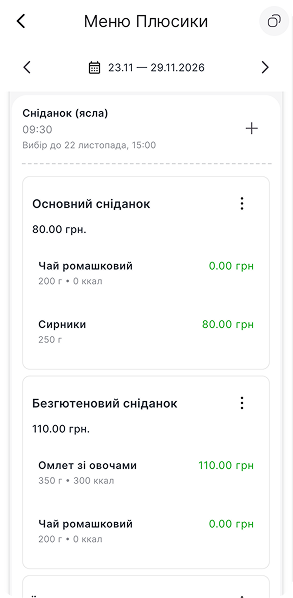 Меню Плюсики
23.11 — 29.11.2026
Сніданок (ясла)
09:30
Вибір до 22 листопада, 15:00
Основний сніданок
80.00 грн.
Чай ромашковий 0.00 грн
200 г • 0 ккал
Сирники 80.00 грн
250 г
Безгютеновий сніданок
110.00 грн.
Омлет зі овочами 110.00 грн
350 г • 300 ккал
Чай ромашковий 0.00 грн
200 г • 0 ккал